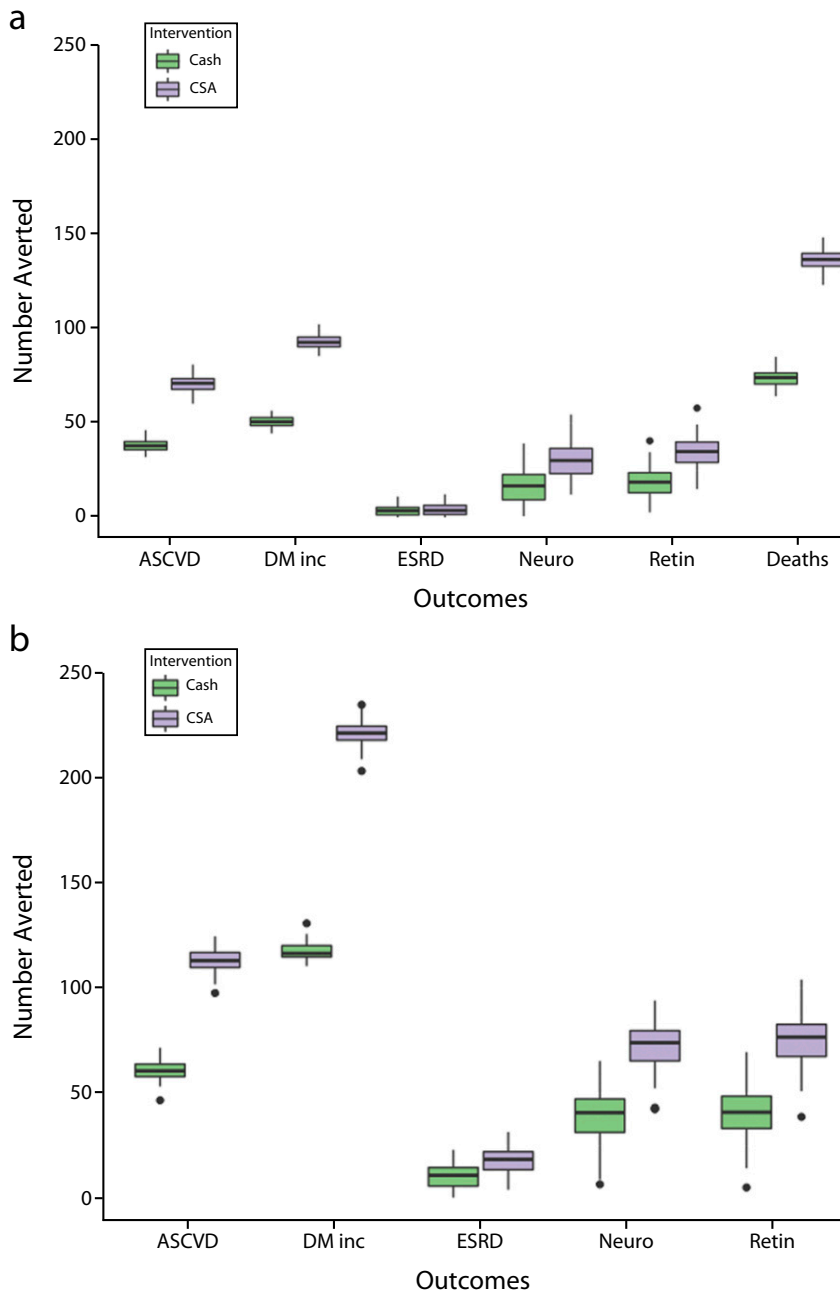 a
Intervention
Cash
CSA
250
200
150
100
50
0
Number Averted
ASCVD DM inc ESRD Neuro Retin Deaths
Outcomes
b
Intervention
Cash
CSA
250
200
150
100
50
0
Number Averted
ASCVD DM inc ESRD Neuro Retin
Outcomes